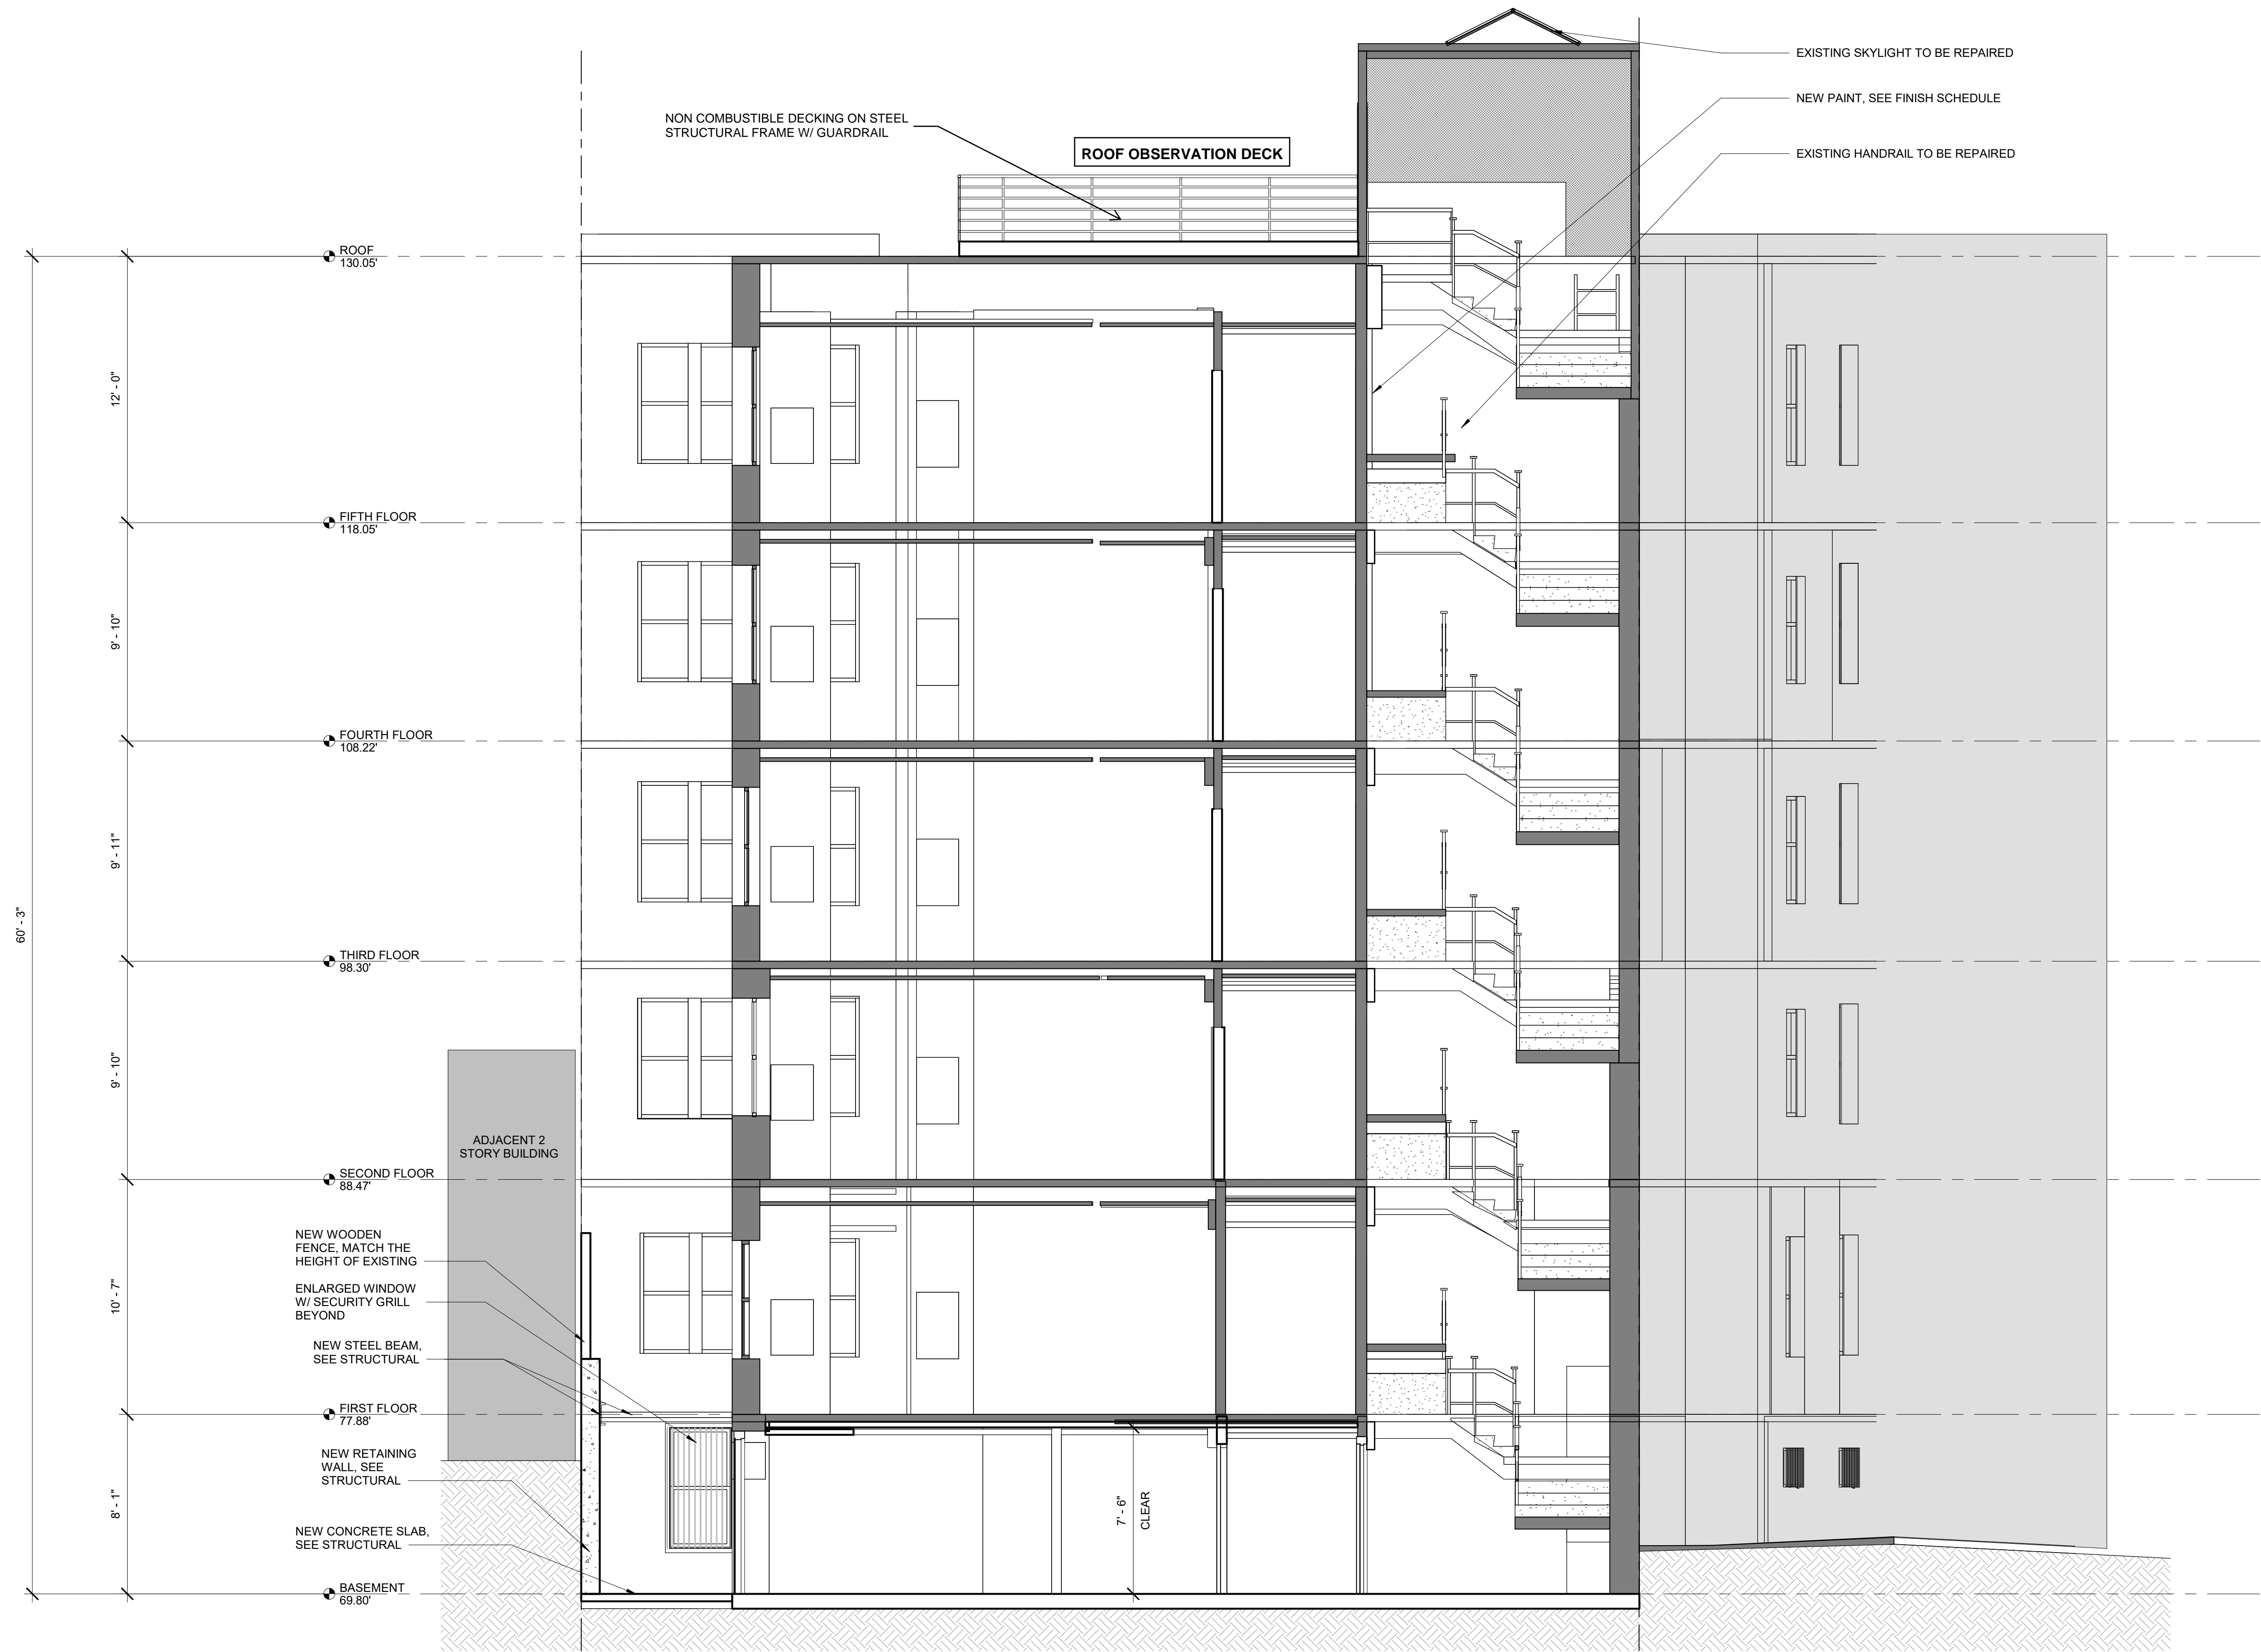 EXISTING SKYLIGHT TO BE REPAIRED
NEW PAINT, SEE FINISH SCHEDULE
EXISTING HANDRAIL TO BE REPAIRED
NON COMBUSTIBLE DECKING ON STEEL
STRUCTURAL FRAME W/ GUARDRAIL
ROOF OBSERVATION DECK
ROOF
130.05'
12' - 0"
FIFTH FLOOR
118.05'
9' - 10"
FOURTH FLOOR
108.22'
9' - 11"
60' - 3"
THIRD FLOOR
98.30'
9' - 10"
ADJACENT 2
STORY BUILDING
SECOND FLOOR
88.47'
NEW WOODEN
FENCE, MATCH THE
HEIGHT OF EXISTING
ENLARGED WINDOW
W/ SECURITY GRILL
BEYOND
10' - 7"
NEW STEEL BEAM,
SEE STRUCTURAL
FIRST FLOOR
77.88'
NEW RETAINING
WALL, SEE
STRUCTURAL
8' - 1"
7' - 6"
CLEAR
NEW CONCRETE SLAB,
SEE STRUCTURAL
BASEMENT
69.80'